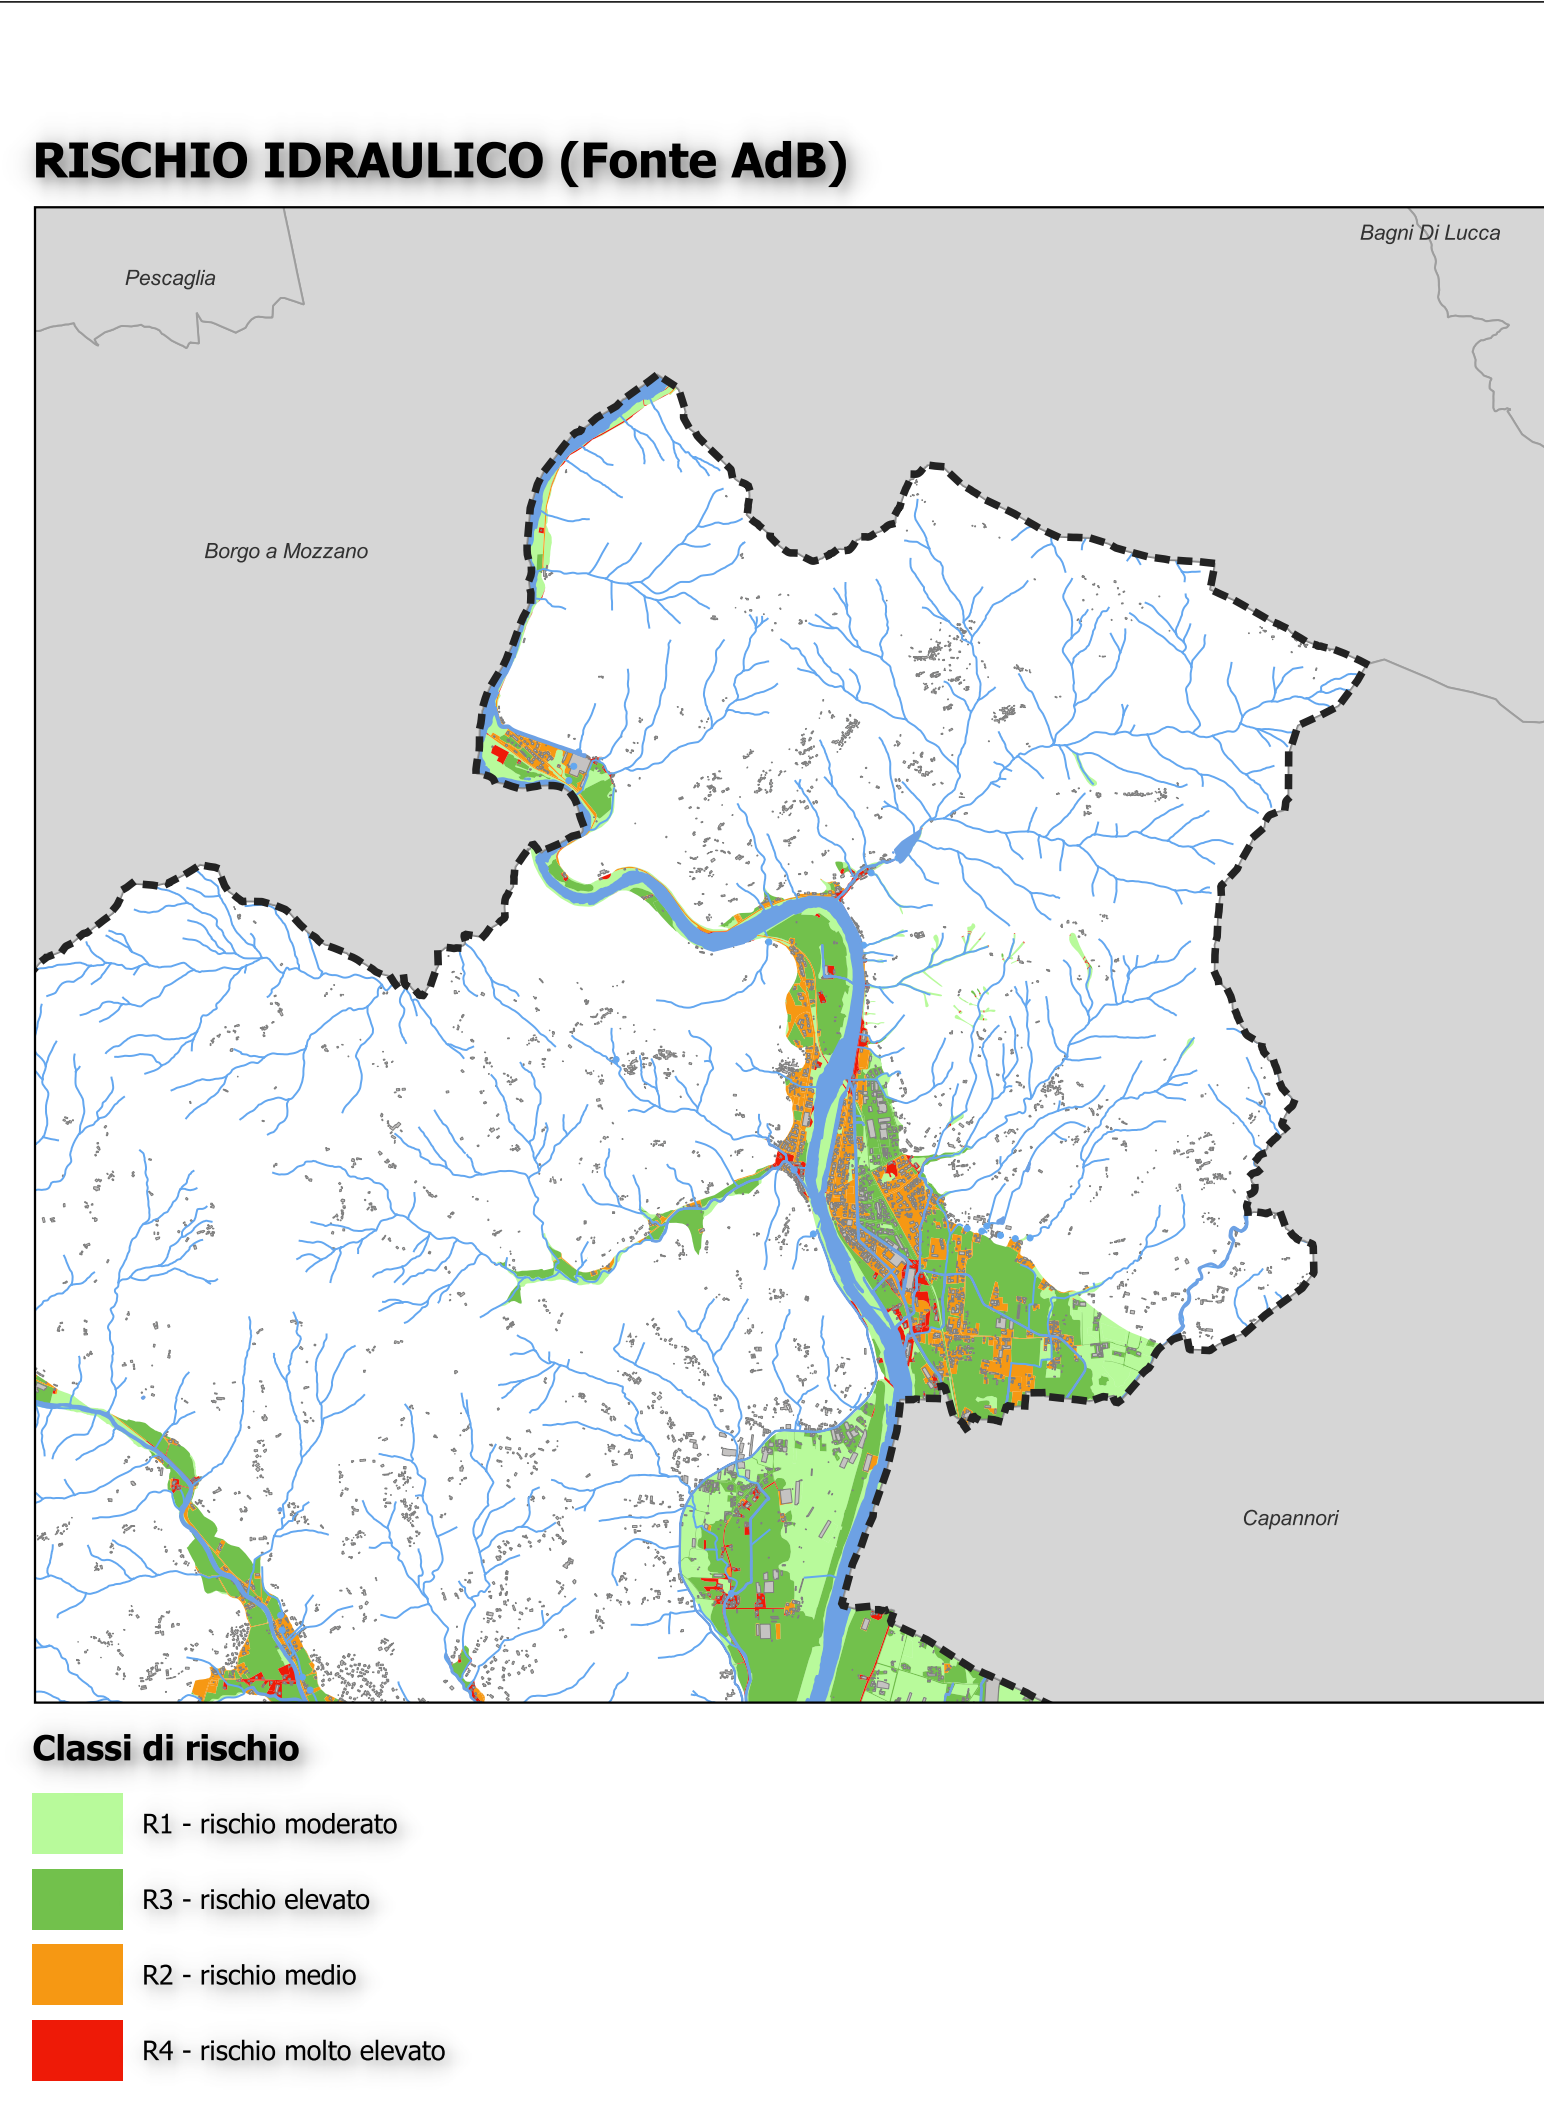 RISCHIO IDRAULICO (Fonte AdB)
Bagni Di Lucca
Pescaglia
Borgo a Mozzano
Capannori
Classi di rischio
R1 - rischio moderato
R3 - rischio elevato
R2 - rischio medio
R4 - rischio molto elevato